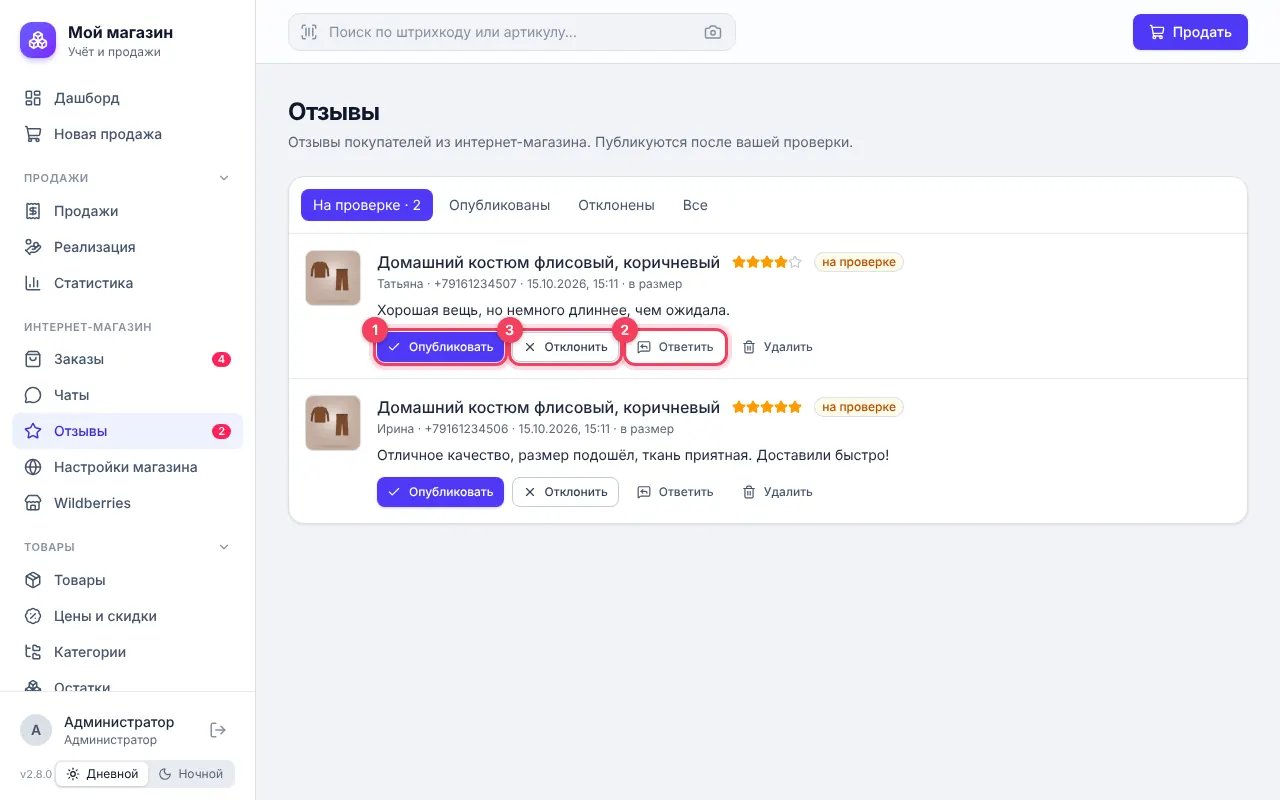 Мой магазин
Учёт и продажи
Дашборд
Новая продажа
ПРОДАЖИ
Продажи
Реализация
Статистика
ИНТЕРНЕТ-МАГАЗИН
Заказы 4
Чаты
Отзывы 2
Настройки магазина
Wildberries
ТОВАРЫ
Товары
Цены и скидки
Категории
Остатки
А Администратор
Администратор
v2.8.0 Дневной Ночной
Поиск по штрихкоду или артикулу...
Продать
Отзывы
Отзывы покупателей из интернет-магазина. Публикуются после вашей проверки.
На проверке · 2 Опубликованы Отклонены Все
Домашний костюм флисовый, коричневый на проверке
Татьяна · +79161234507 · 15.10.2026, 15:11 · в размер
Хорошая вещь, но немного длиннее, чем ожидала.
1 Опубликовать 3 Отклонить 2 Ответить Удалить
Домашний костюм флисовый, коричневый на проверке
Ирина · +79161234506 · 15.10.2026, 15:11 · в размер
Отличное качество, размер подошёл, ткань приятная. Доставили быстро!
Опубликовать Отклонить Ответить Удалить